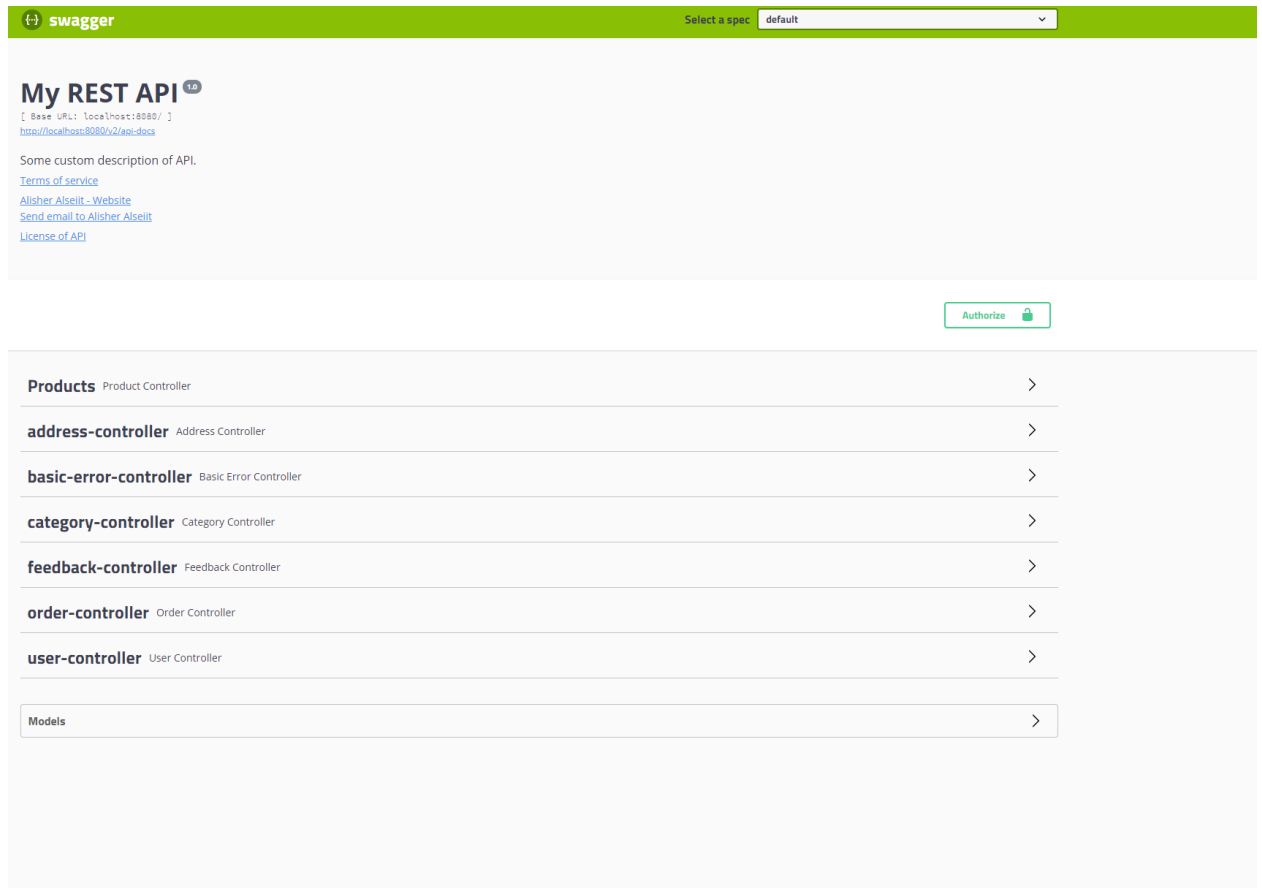 {···} swagger Select a spec default
My REST API 1.0
[ Base URL: localhost:8080/ ]
http://localhost:8080/v2/api-docs
Some custom description of API.
Terms of service
Alisher Alseiit - Website
Send email to Alisher Alseiit
License of API
Authorize
Products Product Controller
address-controller Address Controller
basic-error-controller Basic Error Controller
category-controller Category Controller
feedback-controller Feedback Controller
order-controller Order Controller
user-controller User Controller
Models